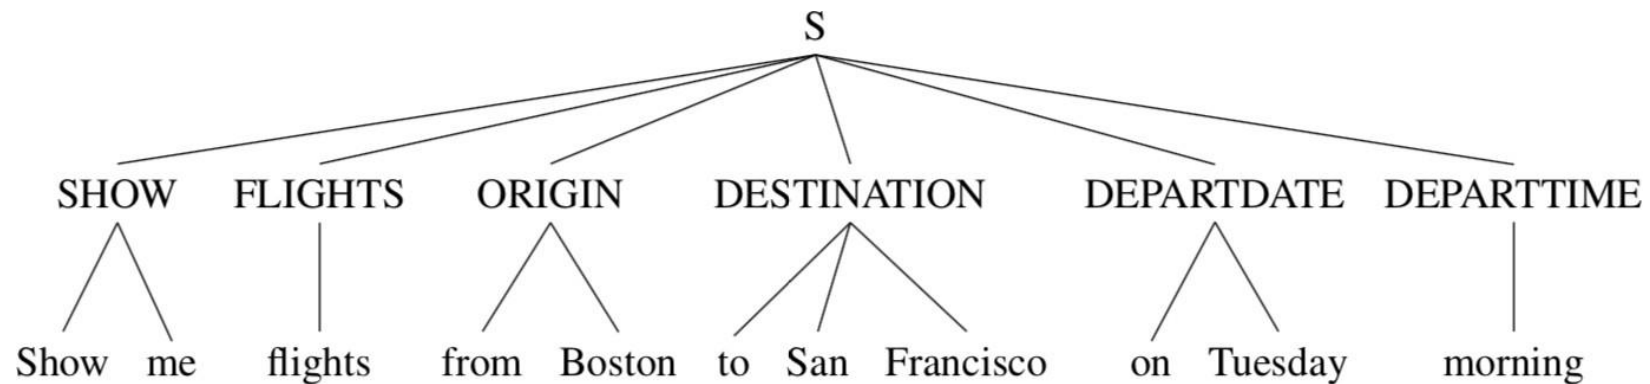 S
SHOW FLIGHTS ORIGIN DESTINATION DEPARTDATE DEPARTTIME
Show me flights from Boston to San Francisco on Tuesday morning